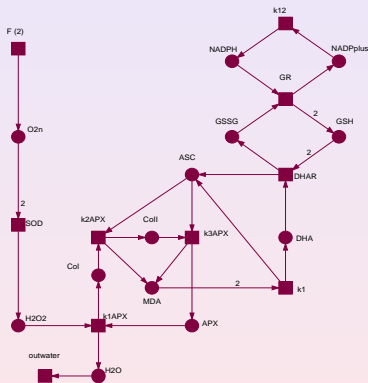 k12
F (2)
NADPH
NADPplus
GR
2
O2n
GSSG
GSH
2
ASC
2
DHAR
SOD
k2APX
CoII
k3APX
DHA
CoI
MDA
2
k1
H2O2
k1APX
APX
outwater
H2O